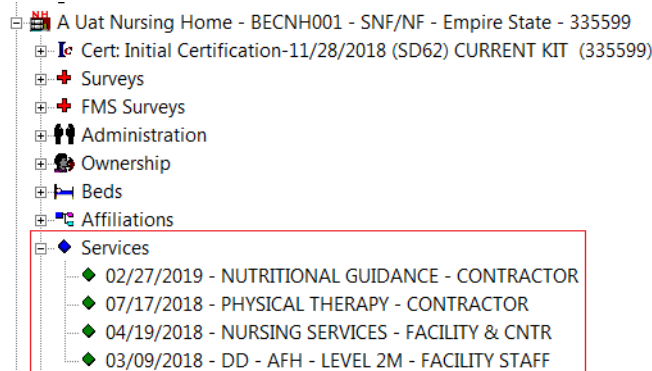 NH A Uat Nursing Home - BECNH001 - SNF/NF - Empire State - 335599
Ic Cert: Initial Certification-11/28/2018 (SD62) CURRENT KIT (335599)
Surveys
FMS Surveys
Administration
Ownership
Beds
Affiliations
Services
02/27/2019 - NUTRITIONAL GUIDANCE - CONTRACTOR
07/17/2018 - PHYSICAL THERAPY - CONTRACTOR
04/19/2018 - NURSING SERVICES - FACILITY & CNTR
03/09/2018 - DD - AFH - LEVEL 2M - FACILITY STAFF